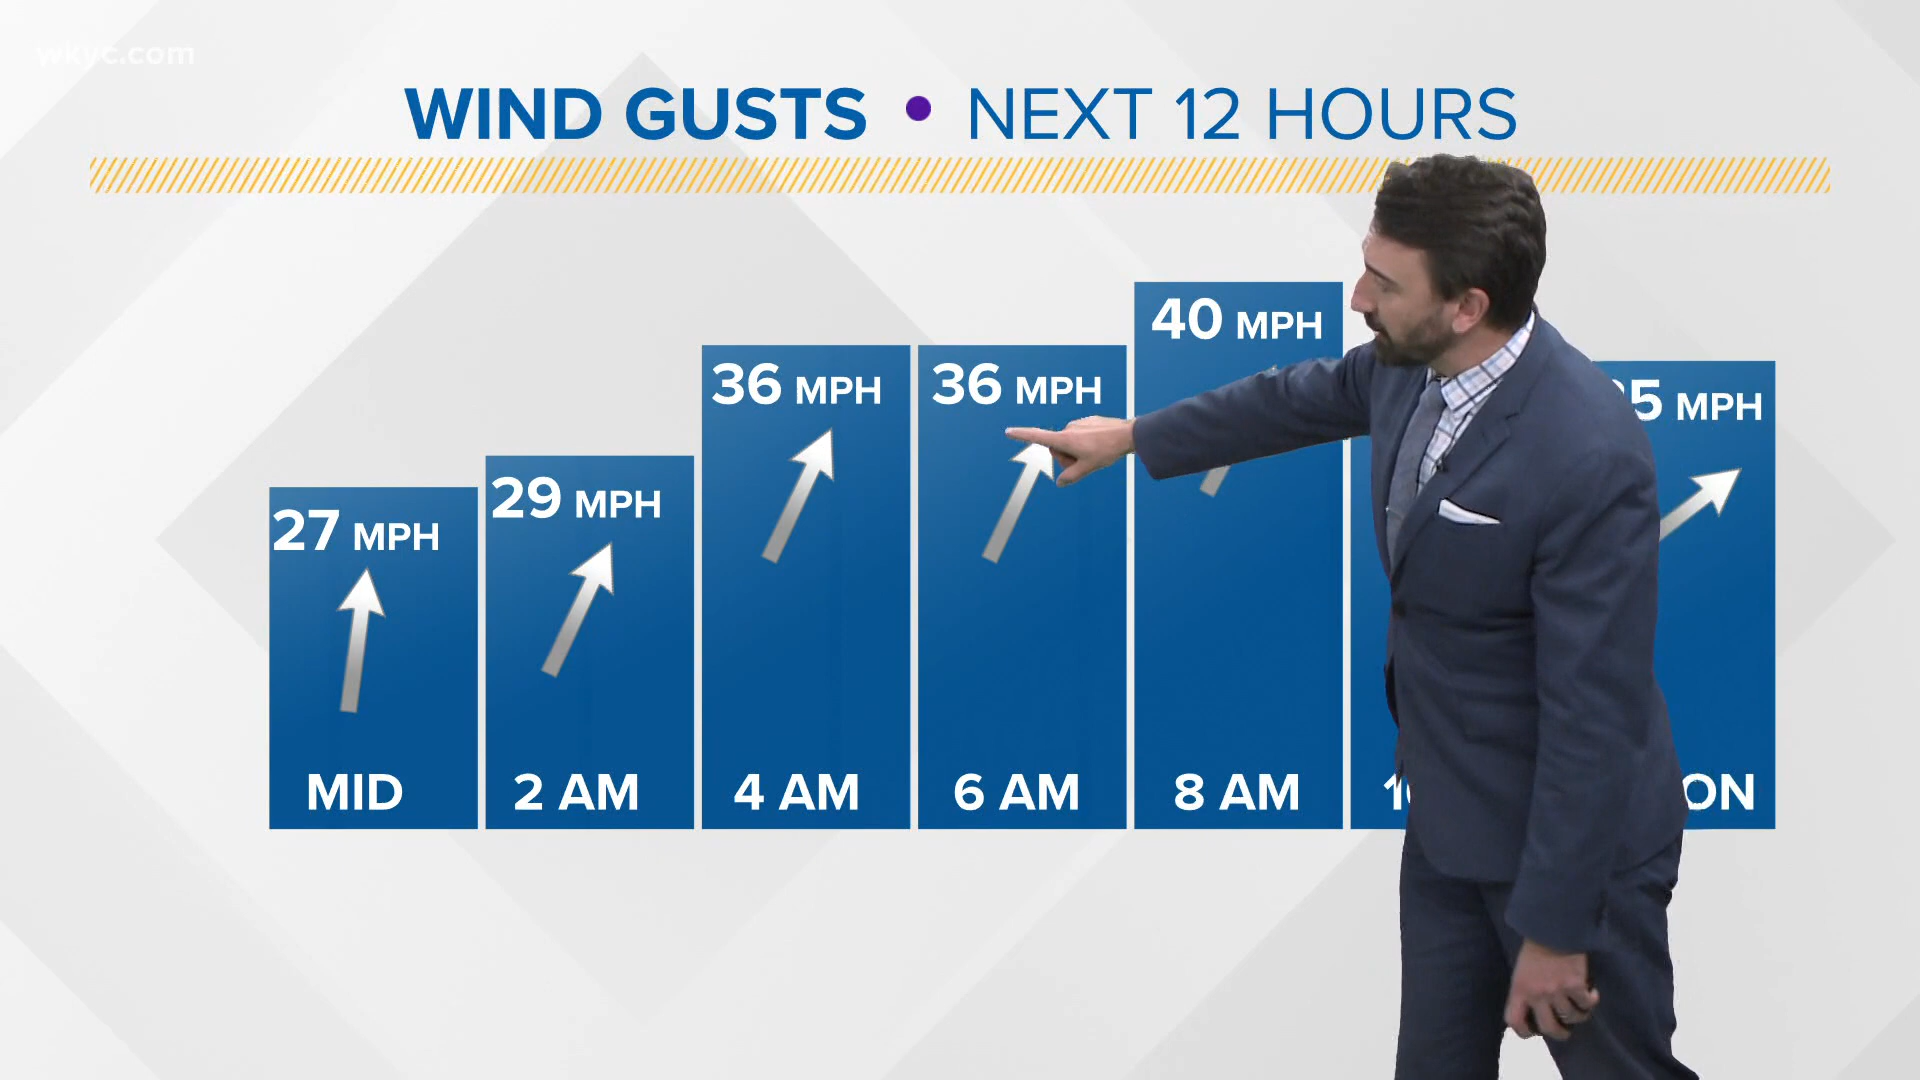 wkyc.com
WIND GUSTS • NEXT 12 HOURS
27 MPH
29 MPH
36 MPH
36 MPH
40 MPH
MPH
MID
2 AM
4 AM
6 AM
8 AM